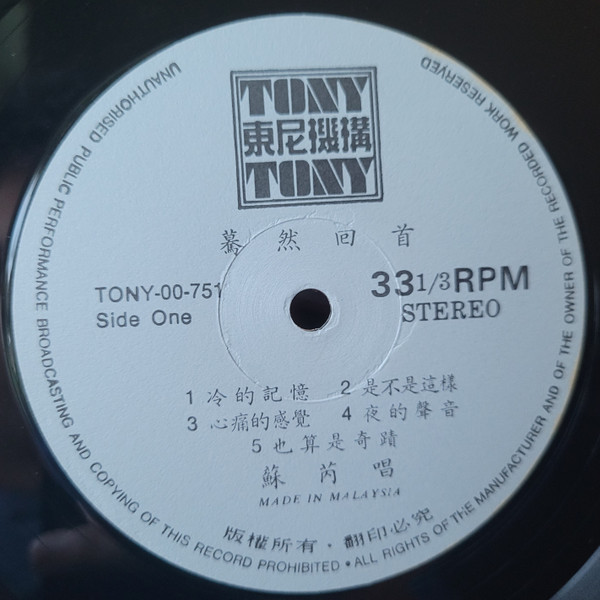 TONY
東尼機構
TONY
驀然回首
TONY-00-751
Side One
33 1/3 RPM
STEREO
1 冷的記憶 2 是不是這樣
3 心痛的感覺 4 夜的聲音
5 也算是奇蹟
蘇芮唱
MADE IN MALAYSIA
版權所有・翻印必究
UNAUTHORISED PUBLIC PERFORMANCE BROADCASTING AND COPYING OF THIS RECORD PROHIBITED • ALL RIGHTS OF THE MANUFACTURER AND OF THE OWNER OF THE RECORDED WORK RESERVED